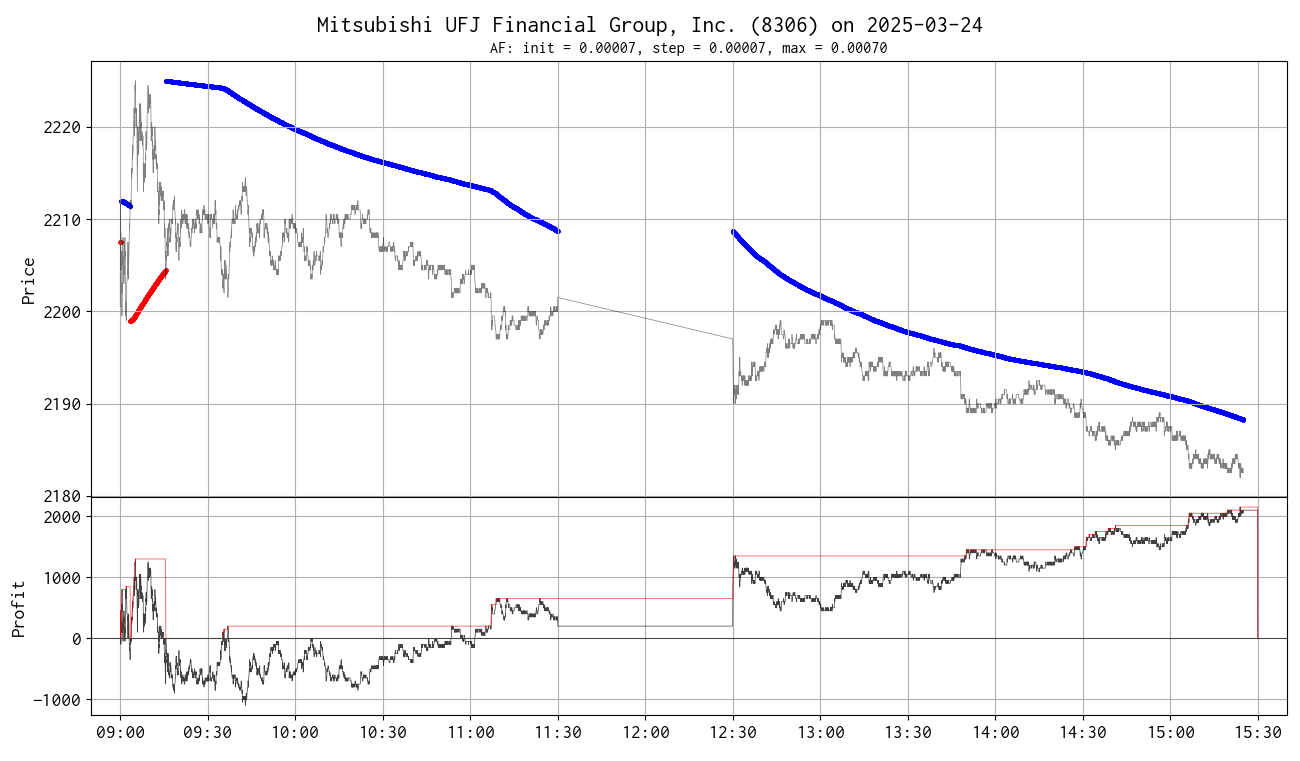 Mitsubishi UFJ Financial Group, Inc. (8306) on 2025-03-24
AF: init = 0.00007, step = 0.00007, max = 0.00070
Price
2220
2210
2200
2190
2180
Profit
2000
1000
0
−1000
09:00 09:30 10:00 10:30 11:00 11:30 12:00 12:30 13:00 13:30 14:00 14:30 15:00 15:30